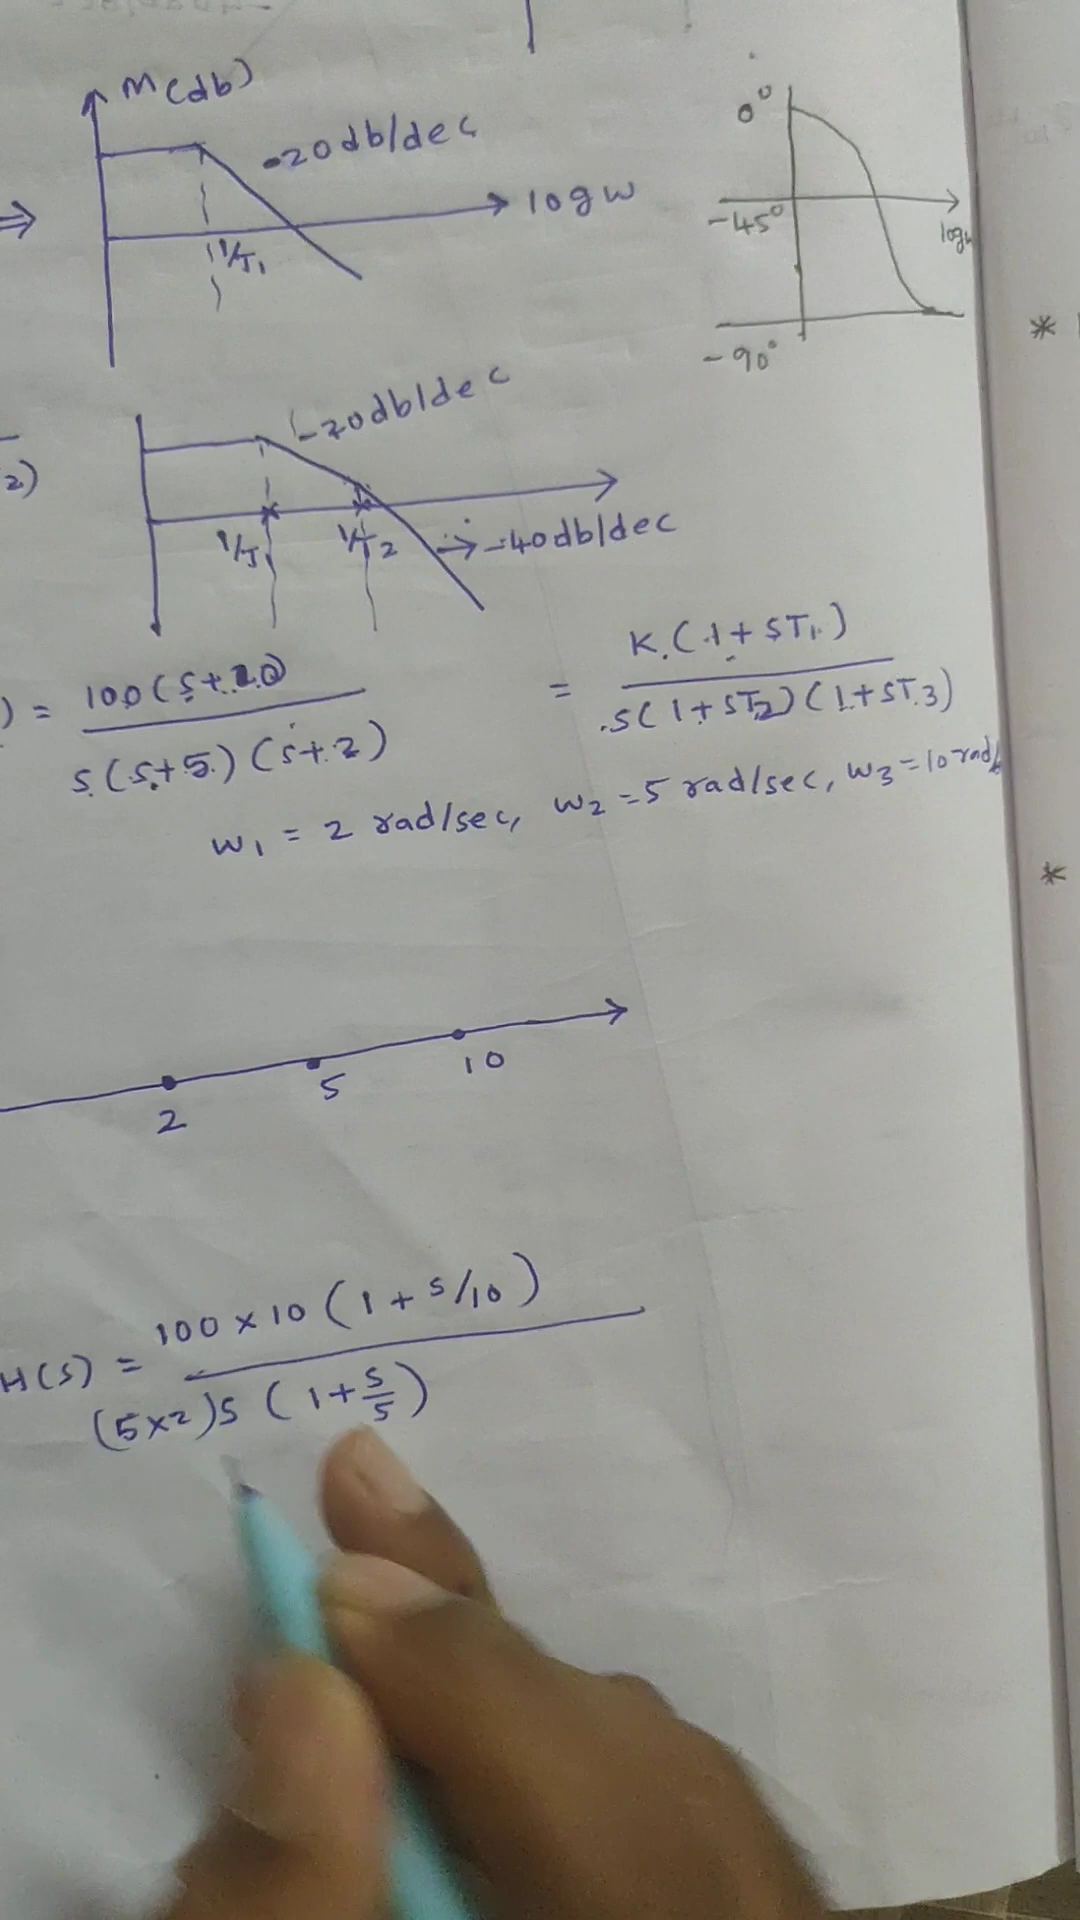 M(db)
-20db/dec
log w
1/T1
0°
-45°
-90°
*
2)
-20db/dec
1/T1
1/T2
→ -40db/dec
) = 100(s+10) / s(s+5)(s+2)
= K(1+sT1) / s(1+sT2)(1+sT3)
w1 = 2 rad/sec, w2 = 5 rad/sec, w3 = 10 rad/
*
2 5 10
H(s) = 100 × 10 (1 + s/10)
(5×2)s (1 + s/5)